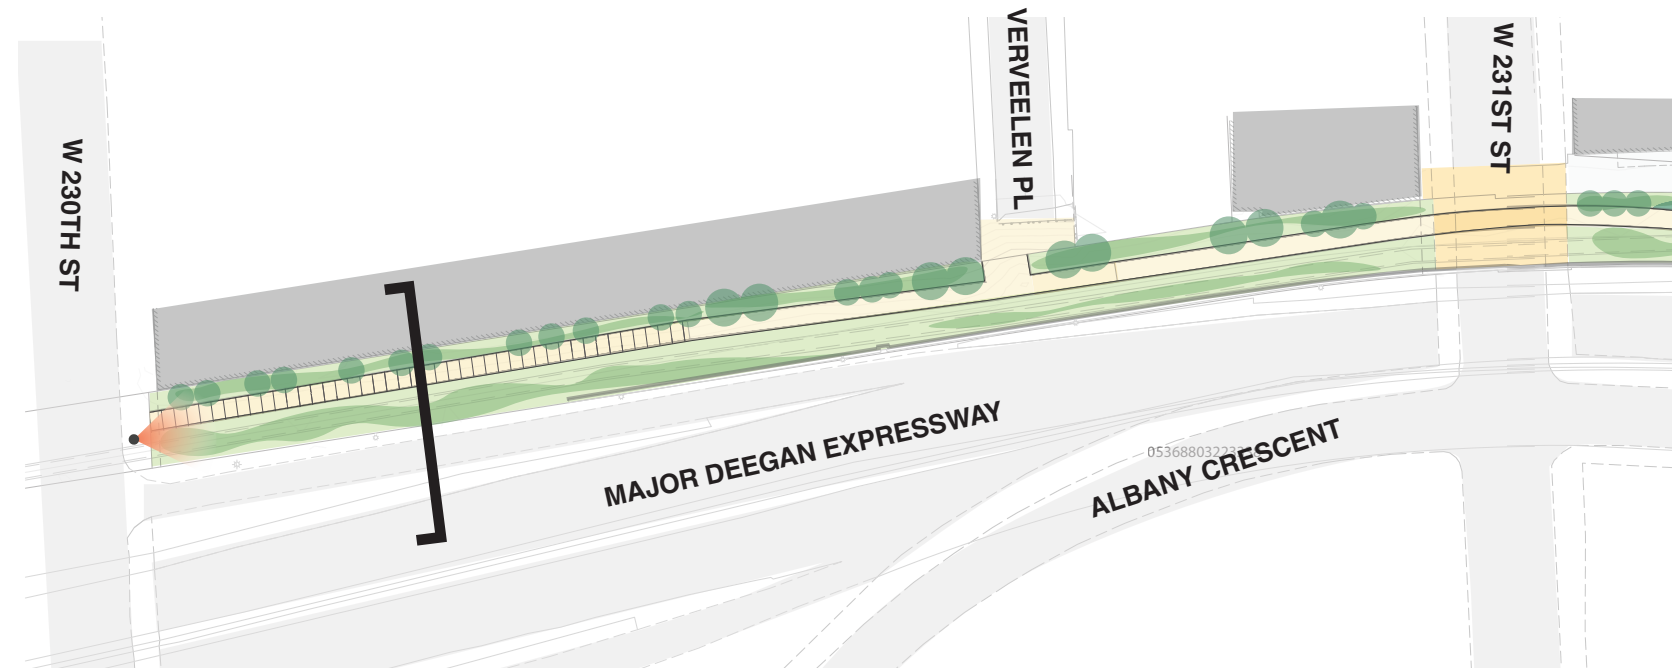 W 230TH ST
VERVEELEN PL
W 231ST ST
MAJOR DEEGAN EXPRESSWAY
ALBANY CRESCENT